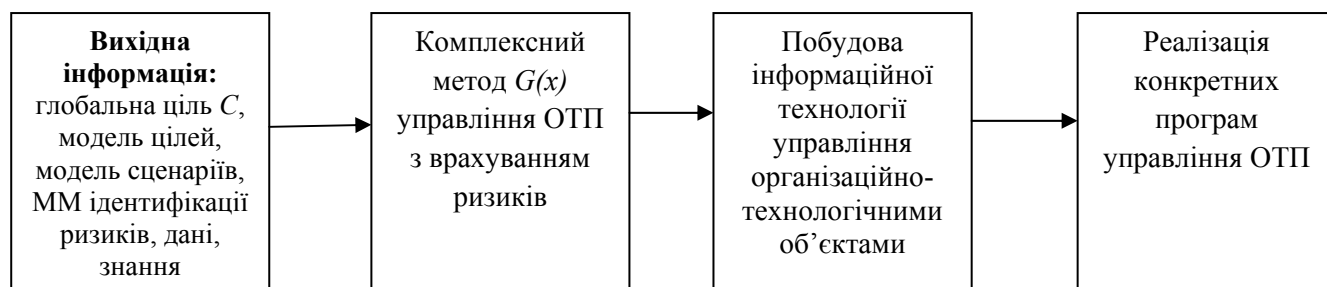 Вихідна
інформація:
глобальна ціль C,
модель цілей,
модель сценаріїв,
ММ ідентифікації
ризиків, дані,
знання
Комплексний
метод G(x)
управління ОТП
з врахуванням
ризиків
Побудова
інформаційної
технології
управління
організаційно-
технологічними
об’єктами
Реалізація
конкретних
програм
управління ОТП